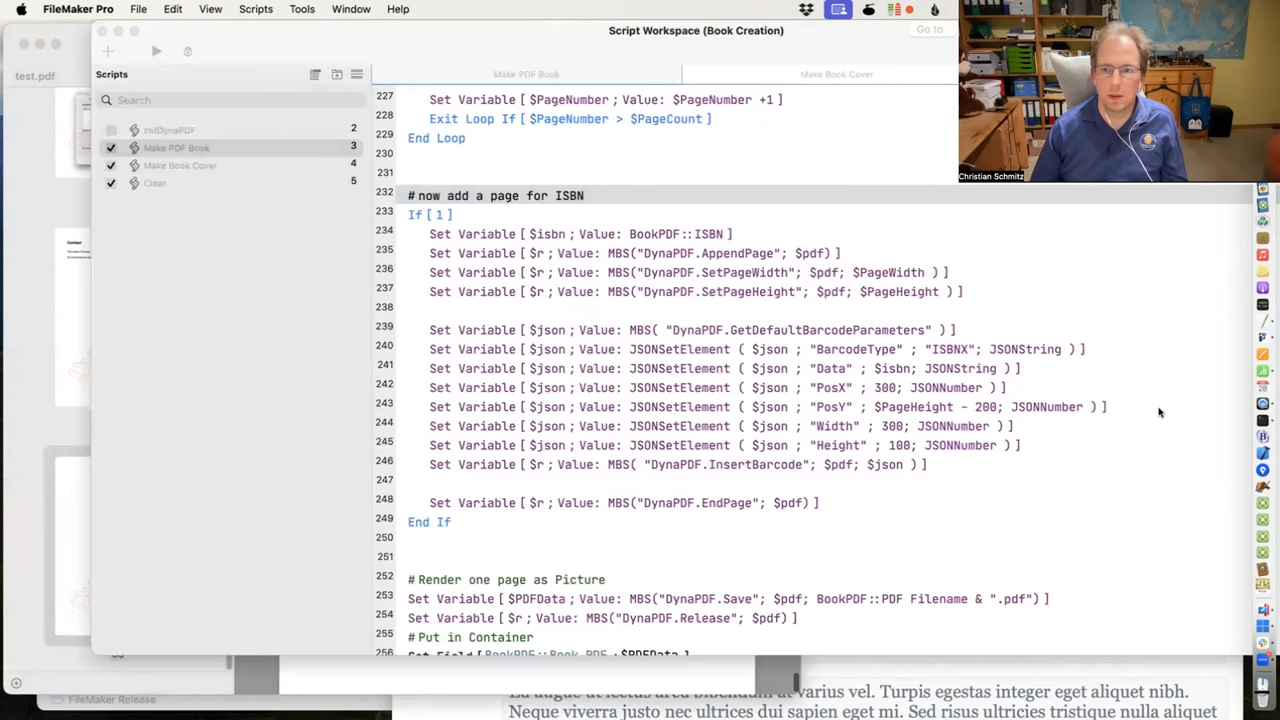 FileMaker Pro File Edit View Scripts Tools Window Help
Script Workspace (Book Creation)
Go to
test.pdf
Scripts
Make PDF Book
Make Book Cover
Search
InitDynaPDF 2
Make PDF Book 3
Make Book Cover 4
Clear 5
227 Set Variable [ $PageNumber ; Value: $PageNumber +1 ]
228 Exit Loop If [ $PageNumber > $PageCount ]
229 End Loop
230
231
232 # now add a page for ISBN
233 If [ 1 ]
234 Set Variable [ $isbn ; Value: BookPDF::ISBN ]
235 Set Variable [ $r ; Value: MBS("DynaPDF.AppendPage"; $pdf) ]
236 Set Variable [ $r ; Value: MBS("DynaPDF.SetPageWidth"; $pdf; $PageWidth ) ]
237 Set Variable [ $r ; Value: MBS("DynaPDF.SetPageHeight"; $pdf; $PageHeight ) ]
238
239 Set Variable [ $json ; Value: MBS( "DynaPDF.GetDefaultBarcodeParameters" ) ]
240 Set Variable [ $json ; Value: JSONSetElement ( $json ; "BarcodeType" ; "ISBNX"; JSONString ) ]
241 Set Variable [ $json ; Value: JSONSetElement ( $json ; "Data" ; $isbn; JSONString ) ]
242 Set Variable [ $json ; Value: JSONSetElement ( $json ; "PosX" ; 300; JSONNumber ) ]
243 Set Variable [ $json ; Value: JSONSetElement ( $json ; "PosY" ; $PageHeight - 200; JSONNumber ) ]
244 Set Variable [ $json ; Value: JSONSetElement ( $json ; "Width" ; 300; JSONNumber ) ]
245 Set Variable [ $json ; Value: JSONSetElement ( $json ; "Height" ; 100; JSONNumber ) ]
246 Set Variable [ $r ; Value: MBS( "DynaPDF.InsertBarcode"; $pdf; $json ) ]
247
248 Set Variable [ $r ; Value: MBS("DynaPDF.EndPage"; $pdf) ]
249 End If
250
251
252 # Render one page as Picture
253 Set Variable [ $PDFData ; Value: MBS("DynaPDF.Save"; $pdf; BookPDF::PDF Filename & ".pdf") ]
254 Set Variable [ $r ; Value: MBS("DynaPDF.Release"; $pdf) ]
255 # Put in Container
256 Set Field [ BookPDF::Book PDF ; $PDFData ]
Christian Schmitz
28
FileMaker Release
varius vel. Turpis egestas integer eget aliquet nibh.
Neque viverra justo nec ultrices dui sapien eget mi. Sed risus ultricies tristique nulla aliquet